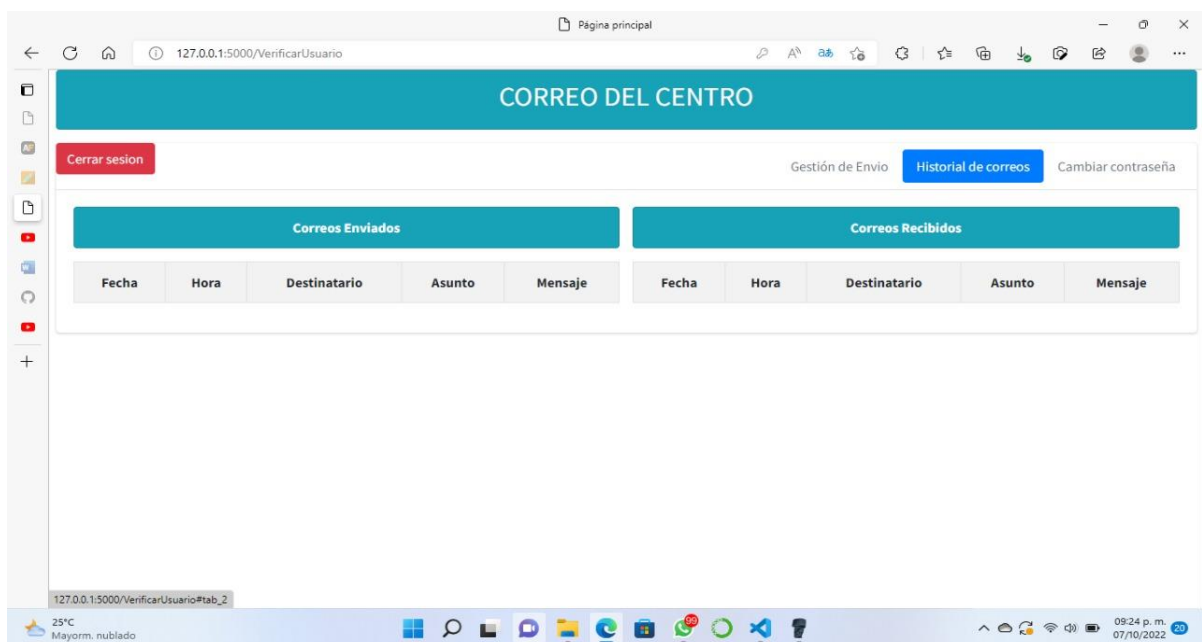 Página principal
127.0.0.1:5000/VerificarUsuario
CORREO DEL CENTRO
Cerrar sesion
Gestión de Envio Historial de correos Cambiar contraseña
Correos Enviados Correos Recibidos
Fecha Hora Destinatario Asunto Mensaje Fecha Hora Destinatario Asunto Mensaje
127.0.0.1:5000/VerificarUsuario#tab_2
25°C
Mayorm. nublado
99
09:24 p. m.
07/10/2022
20